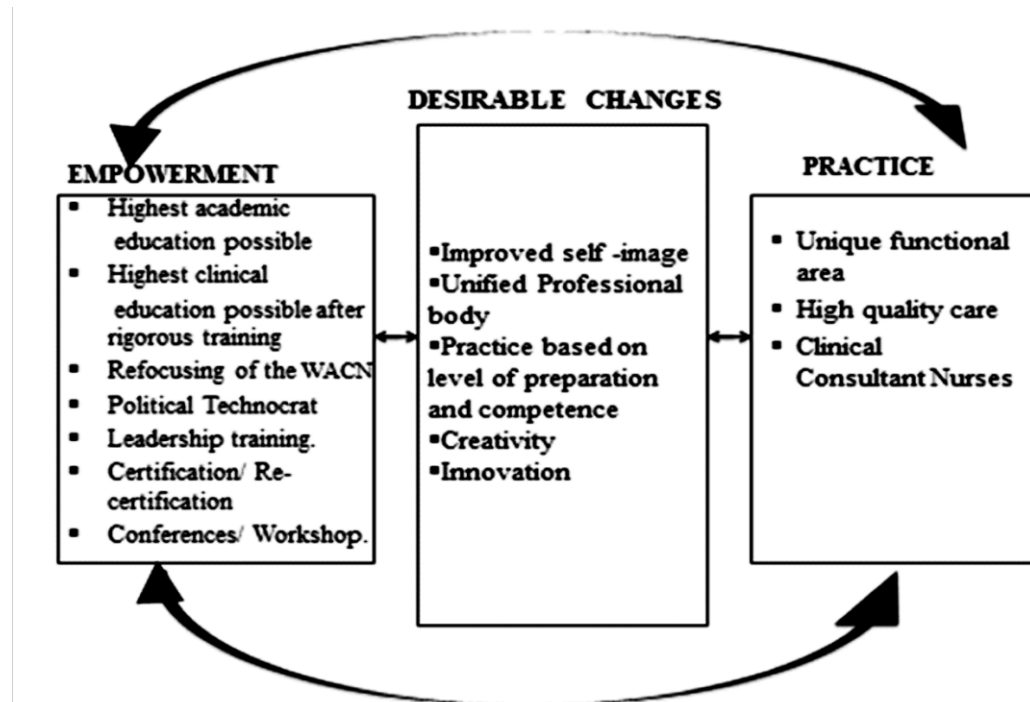 DESIRABLE CHANGES
EMPOWERMENT
▪ Highest academic
education possible
▪ Highest clinical
education possible after
rigorous training
▪ Refocusing of the WACN
▪ Political Technocrat
▪ Leadership training.
▪ Certification/ Re-
certification
▪ Conferences/ Workshop.
▪Improved self -image
▪Unified Professional
body
▪Practice based on
level of preparation
and competence
▪Creativity
▪Innovation
PRACTICE
▪ Unique functional
area
▪ High quality care
▪ Clinical
Consultant Nurses